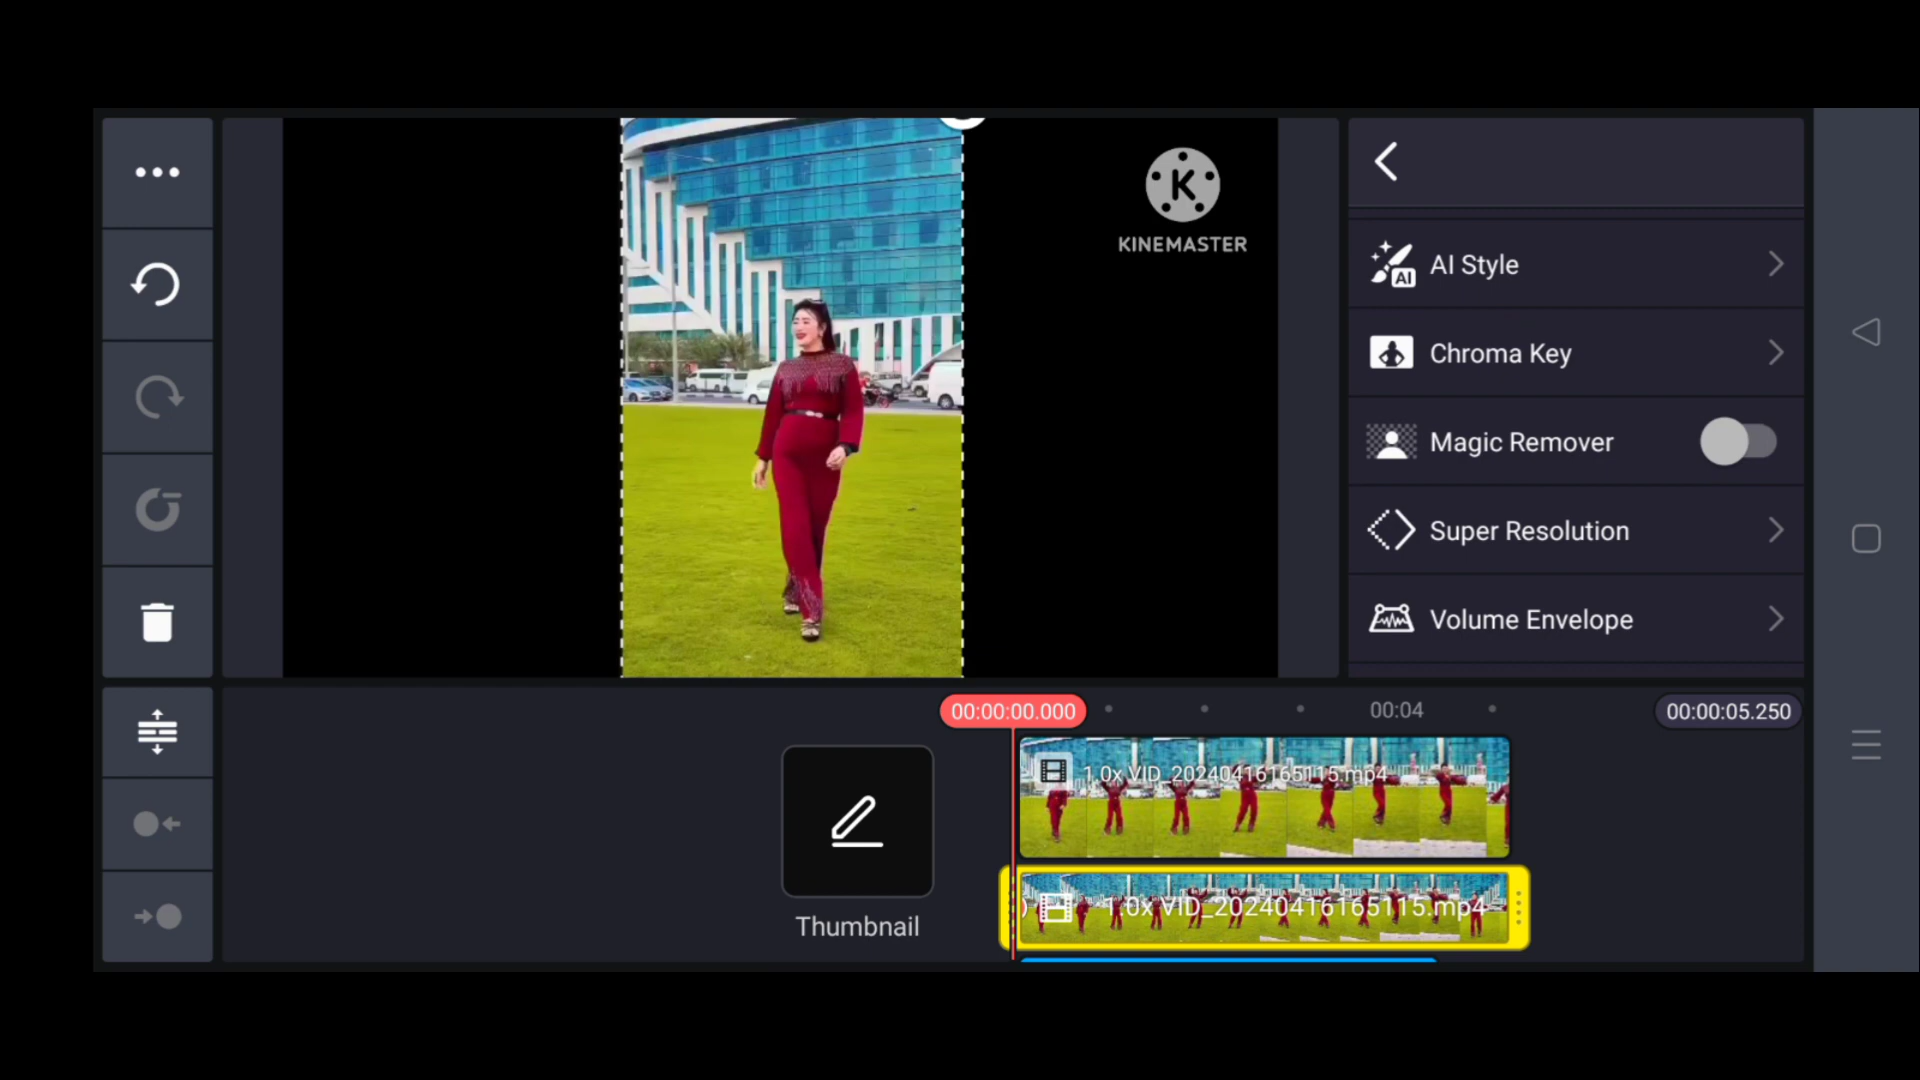 K
KINEMASTER
AI Style
AI
Chroma Key
Magic Remover
Super Resolution
Volume Envelope
00:00:00.000
00:04
00:00:05.250
1.0x VID_20240416165115.mp4
1.0x VID_20240416165115.mp4
Thumbnail